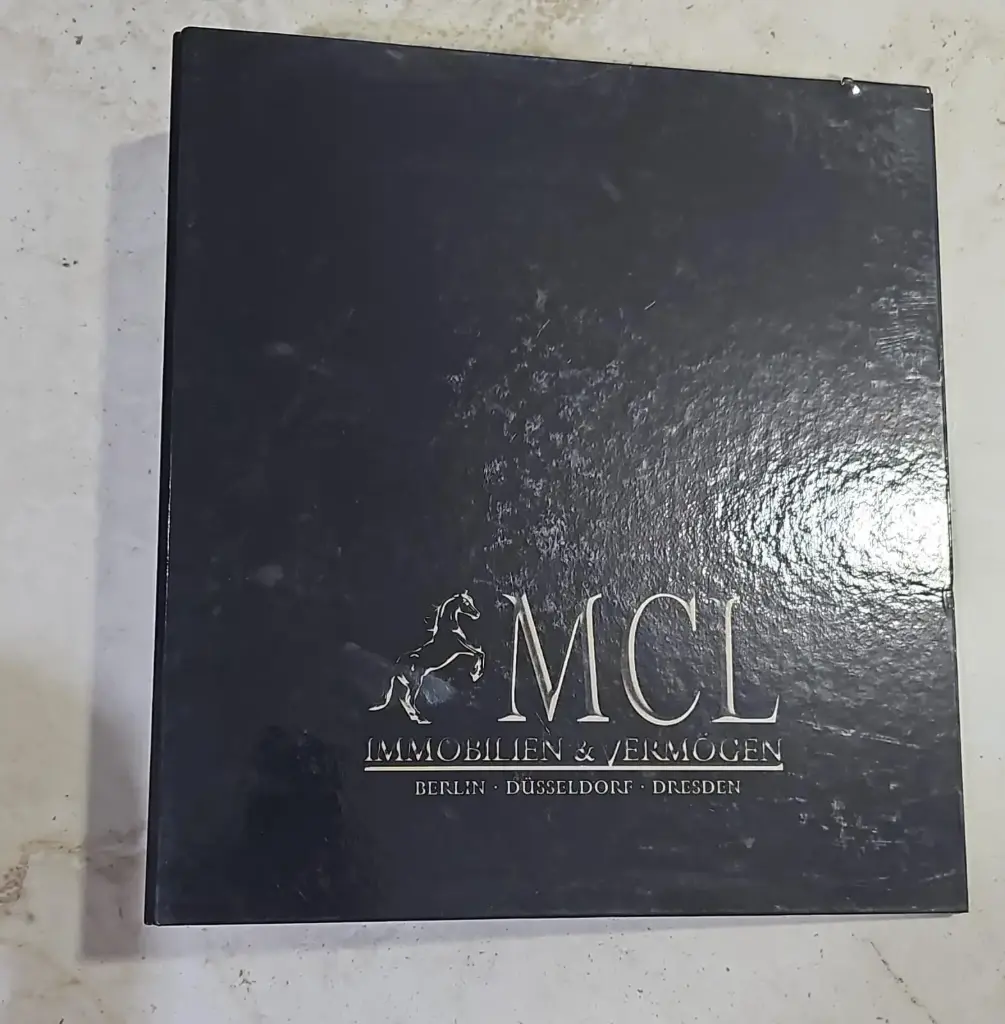 MCL
IMMOBILIEN & VERMÖGEN
BERLIN · DÜSSELDORF · DRESDEN